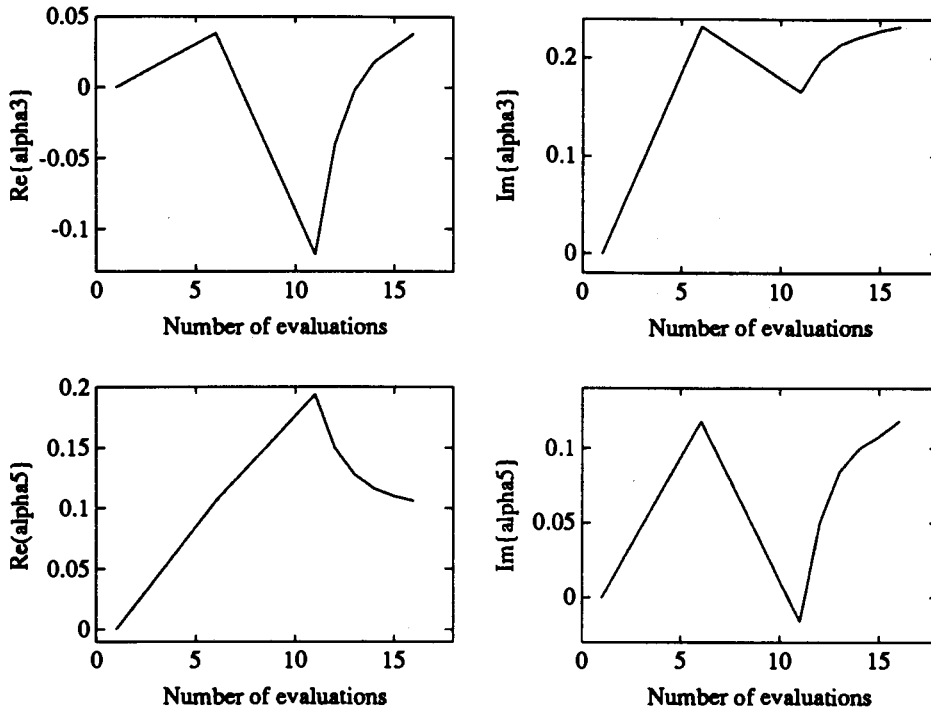 0.05
0
-0.05
-0.1
Re{alpha3}
0 5 10 15
Number of evaluations
0.2
0.1
0
Im{alpha3}
0 5 10 15
Number of evaluations
0.2
0.15
0.1
0.05
0
Re(alpha5}
0 5 10 15
Number of evaluations
0.1
0.05
0
Im{alpha5}
0 5 10 15
Number of evaluations